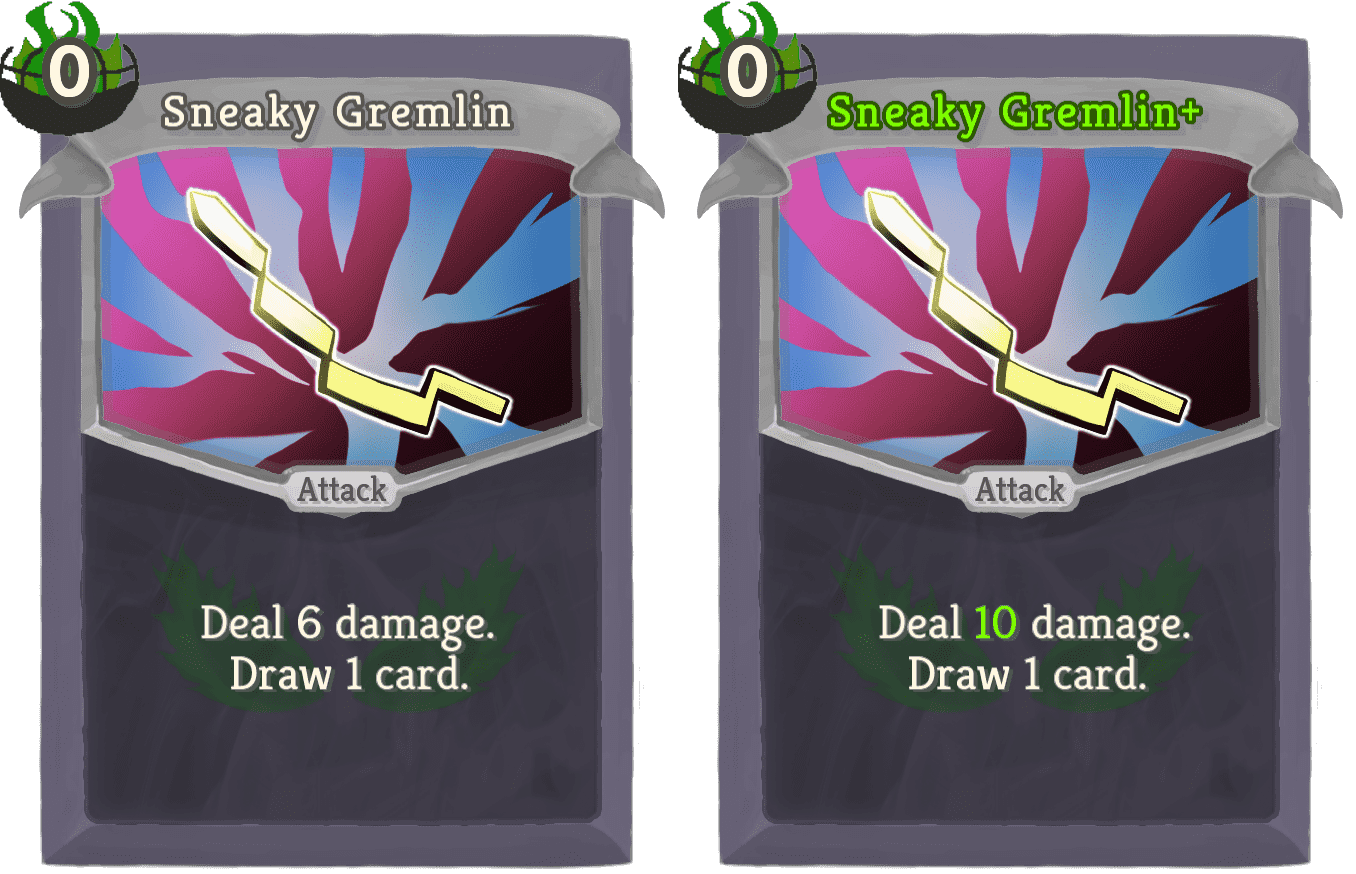 0
Sneaky Gremlin
Attack
Deal 6 damage.
Draw 1 card.
0
Sneaky Gremlin+
Attack
Deal 10 damage.
Draw 1 card.